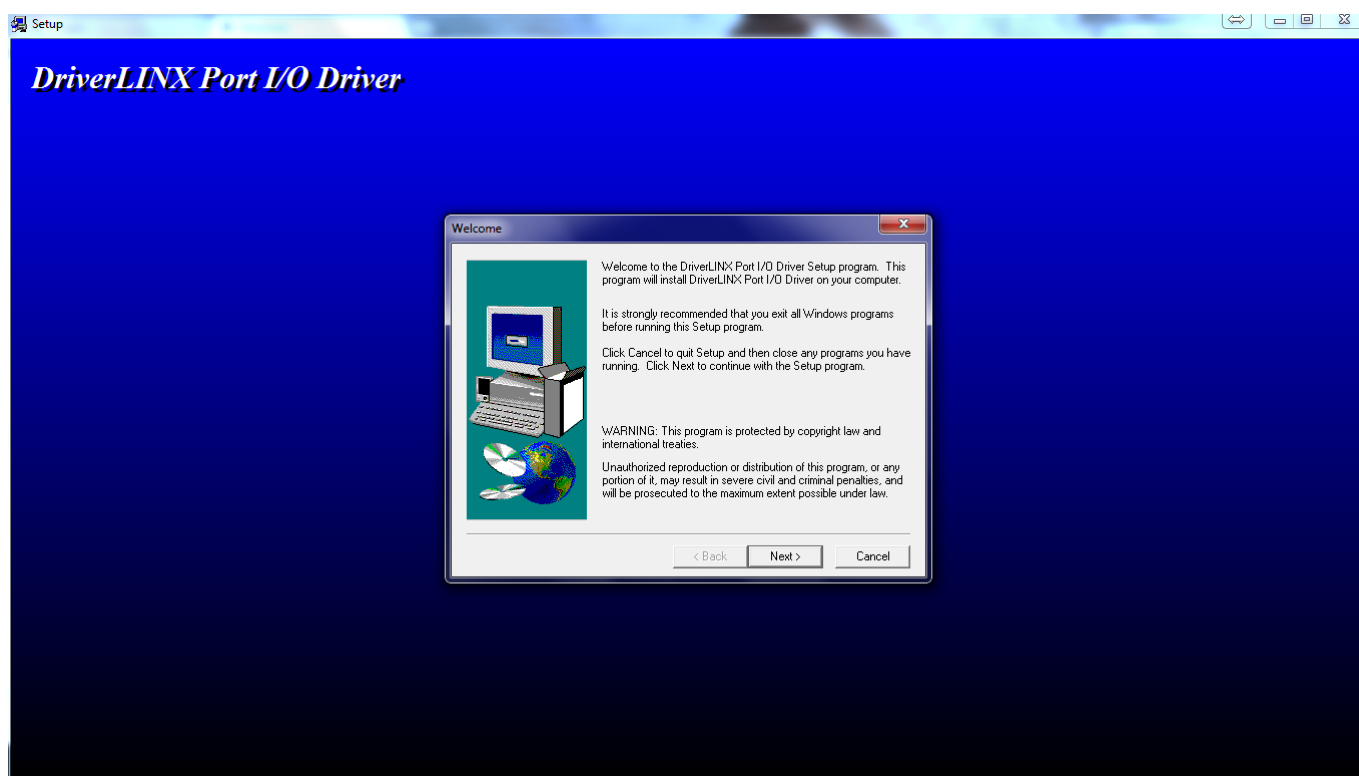 Setup
DriverLINX Port I/O Driver
Welcome
Welcome to the DriverLINX Port I/O Driver Setup program.  This
program will install DriverLINX Port I/O Driver on your computer.
It is strongly recommended that you exit all Windows programs
before running this Setup program.
Click Cancel to quit Setup and then close any programs you have
running.  Click Next to continue with the Setup program.
WARNING: This program is protected by copyright law and
international treaties.
Unauthorized reproduction or distribution of this program, or any
portion of it, may result in severe civil and criminal penalties, and
will be prosecuted to the maximum extent possible under law.
< Back
Next >
Cancel